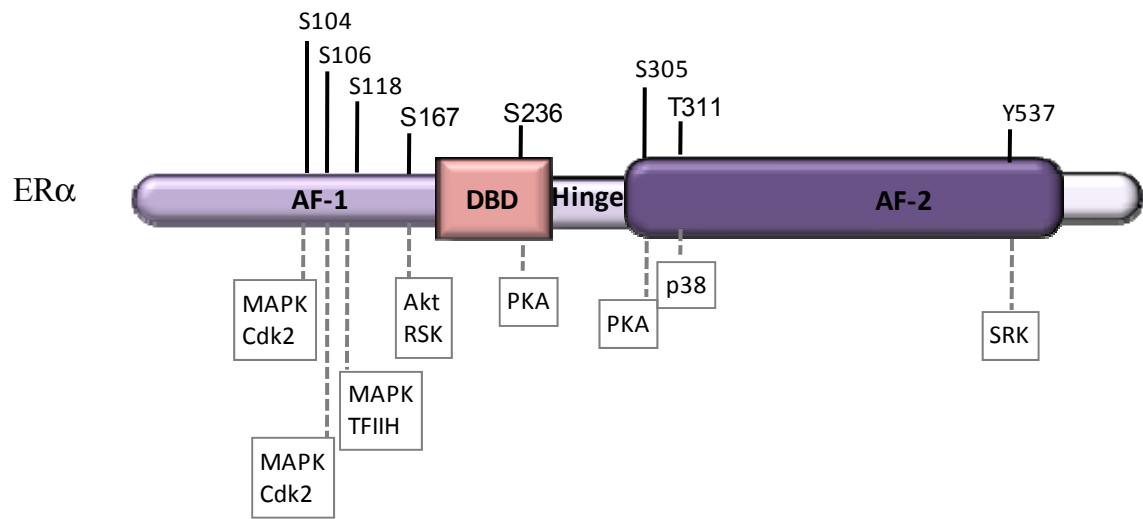 S104
S106
S118
S167
S236
S305
T311
Y537
ERα
AF-1
DBD
Hinge
AF-2
MAPK
Cdk2
Akt
RSK
PKA
PKA
p38
SRK
MAPK
TFIIH
MAPK
Cdk2